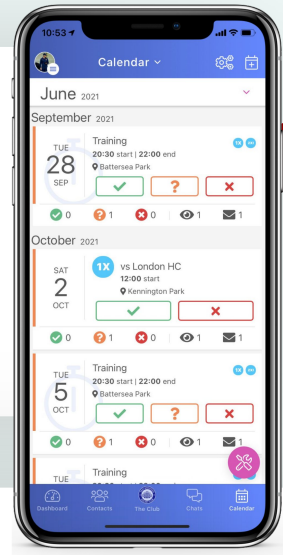 10:53
Calendar
June 2021
September 2021
TUE
28
SEP
Training
20:30 start | 22:00 end
Battersea Park
0 ? 1 0 1 1
October 2021
SAT
2
OCT
1X vs London HC
12:00 start
Kennington Park
0 ? 1 0 1 1
TUE
5
OCT
Training
20:30 start | 22:00 end
Battersea Park
?
0 ? 1 0 1 1
TUE
Training
Dashboard Contacts The Club Chats Calendar